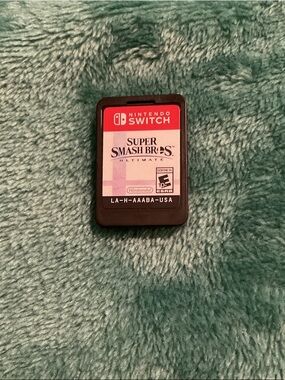 NINTENDO
SWITCH
SUPER
SMASH BROS.
ULTIMATE
E
Nintendo
LA-H-AAABA-USA